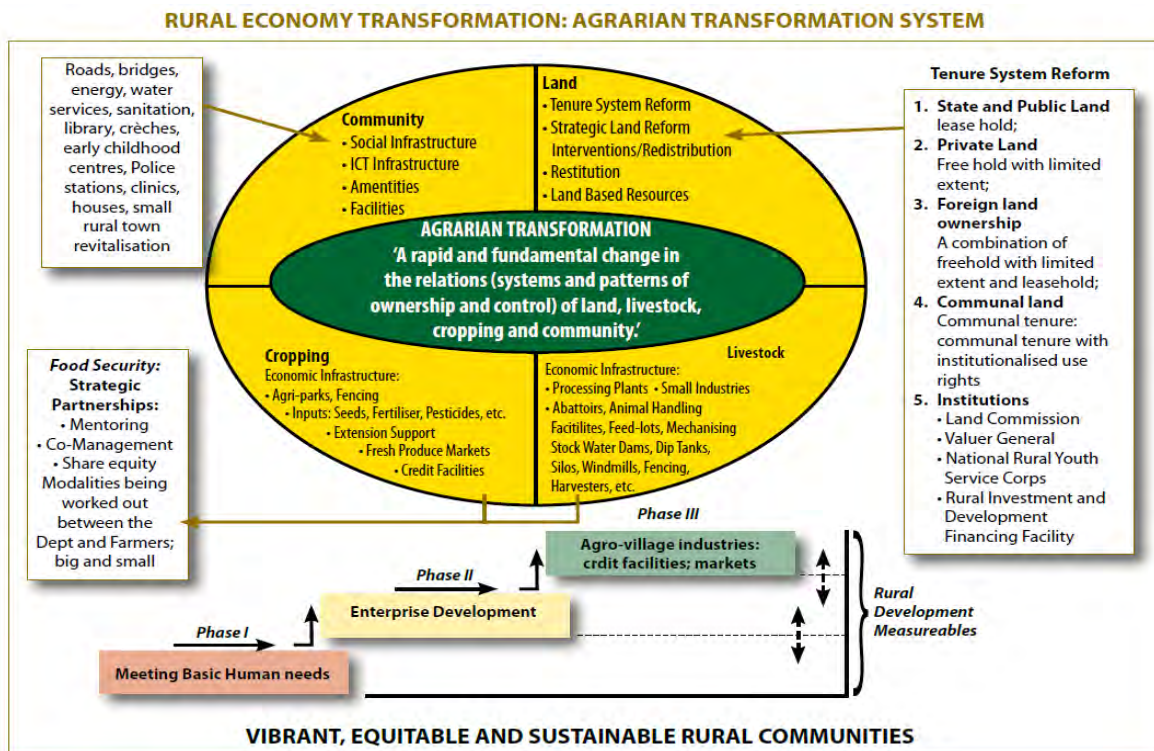 RURAL ECONOMY TRANSFORMATION: AGRARIAN TRANSFORMATION SYSTEM
Roads, bridges,
energy, water
services, sanitation,
library, crèches,
early childhood
centres, Police
stations, clinics,
houses, small
rural town
revitalisation
Community
• Social Infrastructure
• ICT Infrastructure
• Amentities
• Facilities
Land
• Tenure System Reform
• Strategic Land Reform
Interventions/Redistribution
• Restitution
• Land Based Resources
Tenure System Reform
1. State and Public Land
lease hold;
2. Private Land
Free hold with limited
extent;
3. Foreign land
ownership
A combination of
freehold with limited
extent and leasehold;
4. Communal land
Communal tenure:
communal tenure with
institutionalised use
rights
5. Institutions
• Land Commission
• Valuer General
• National Rural Youth
Service Corps
• Rural Investment and
Development
Financing Facility
AGRARIAN TRANSFORMATION
‘A rapid and fundamental change in
the relations (systems and patterns of
ownership and control) of land, livestock,
cropping and community.’
Cropping
Economic Infrastructure:
• Agri-parks, Fencing
• Inputs: Seeds, Fertiliser, Pesticides, etc.
• Extension Support
• Fresh Produce Markets
• Credit Facilities
Livestock
Economic Infrastructure:
• Processing Plants • Small Industries
• Abattoirs, Animal Handling
Facitilites, Feed-lots, Mechanising
Stock Water Dams, Dip Tanks,
Silos, Windmills, Fencing,
Harvesters, etc.
Food Security:
Strategic
Partnerships:
• Mentoring
• Co-Management
• Share equity
Modalities being
worked out
between the
Dept and Farmers;
big and small
Phase III
Agro-village industries:
crdit facilities; markets
Phase II
Enterprise Development
Phase I
Meeting Basic Human needs
Rural
Development
Measureables
VIBRANT, EQUITABLE AND SUSTAINABLE RURAL COMMUNITIES